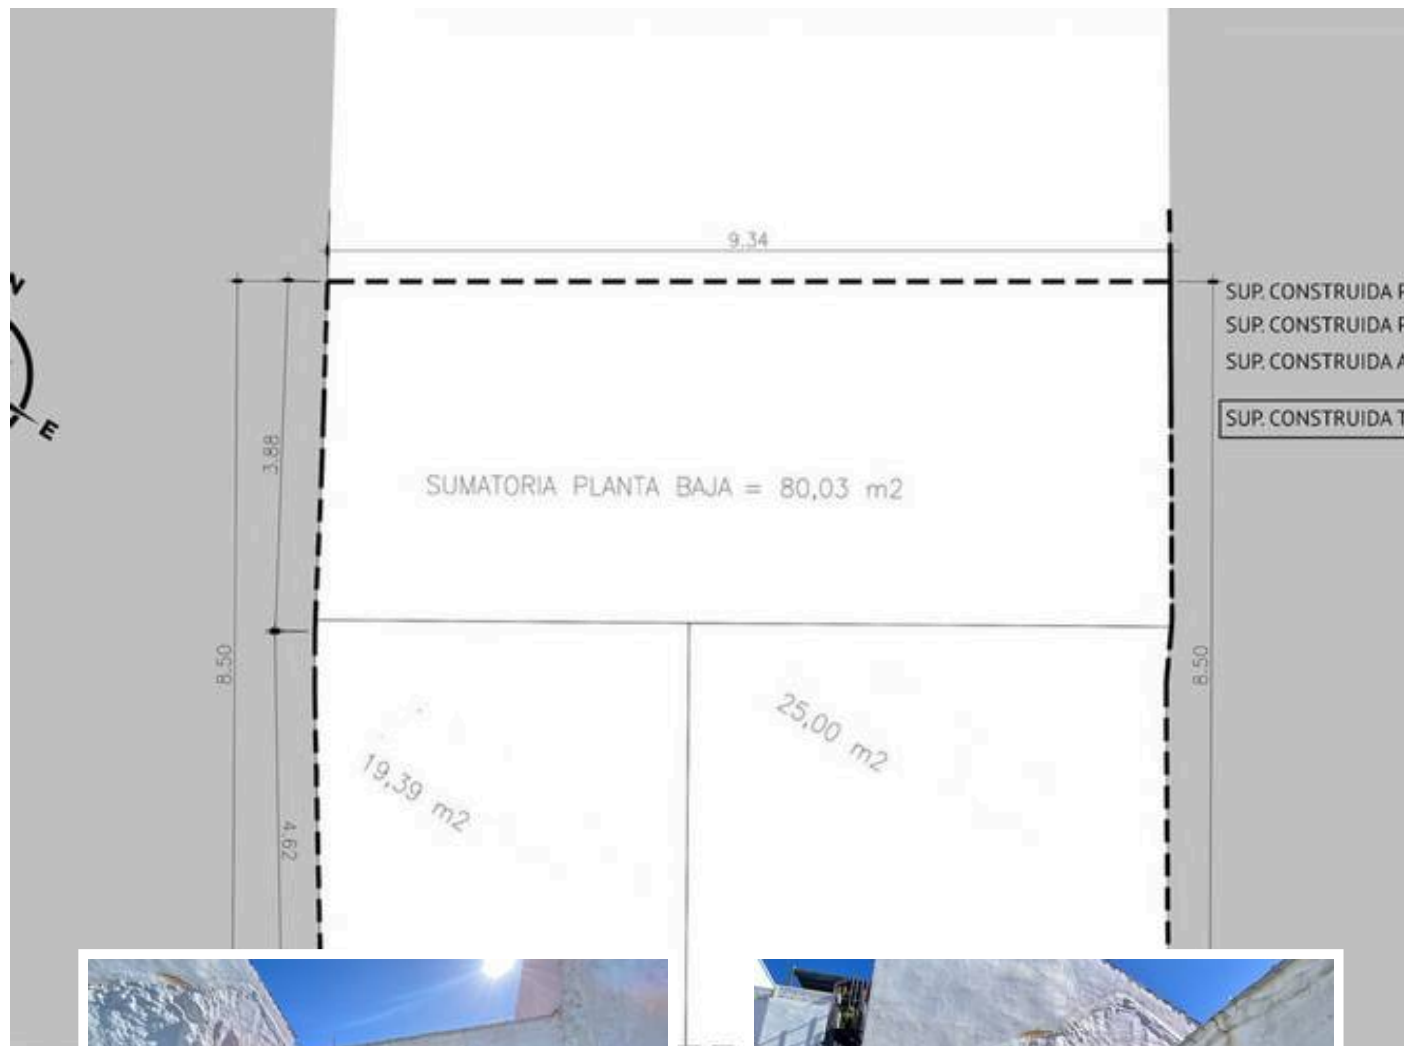 9.34
N
E
SUP. CONSTRUIDA
SUP. CONSTRUIDA
SUP. CONSTRUIDA
SUP. CONSTRUIDA
3.88
SUMATORIA PLANTA BAJA = 80,03 m2
8.50
8.50
25,00 m2
19,39 m2
4.62